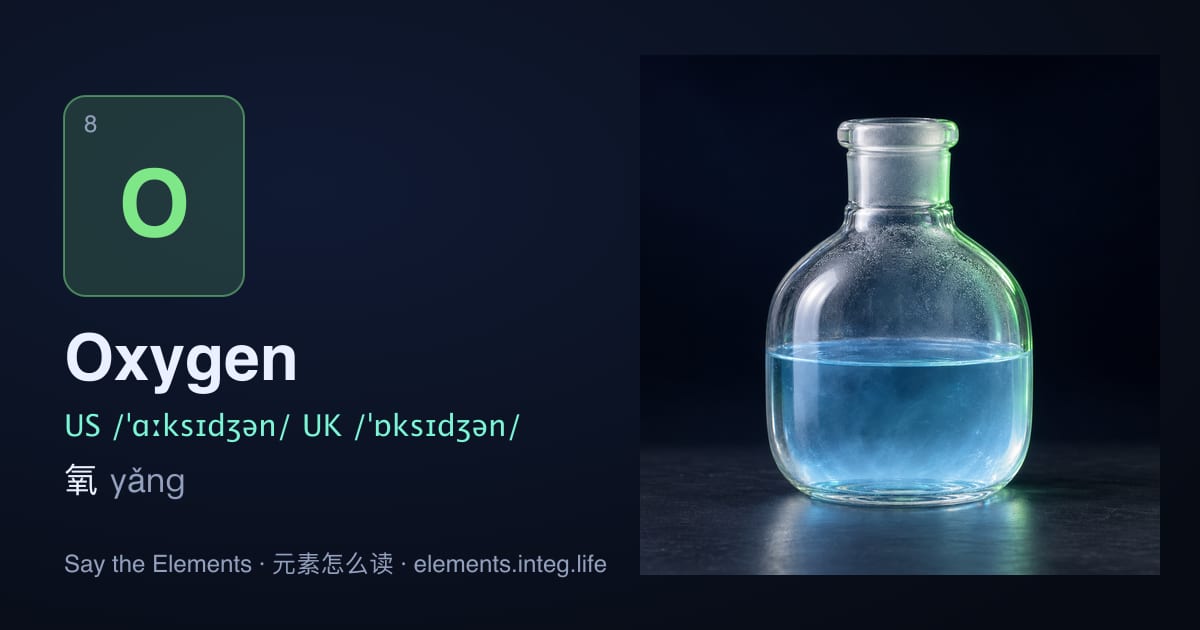 8
O
Oxygen
US /ˈɑːksɪdʒən/ UK /ˈɒksɪdʒən/
氧 yǎng
Say the Elements · 元素怎么读 · elements.integ.life